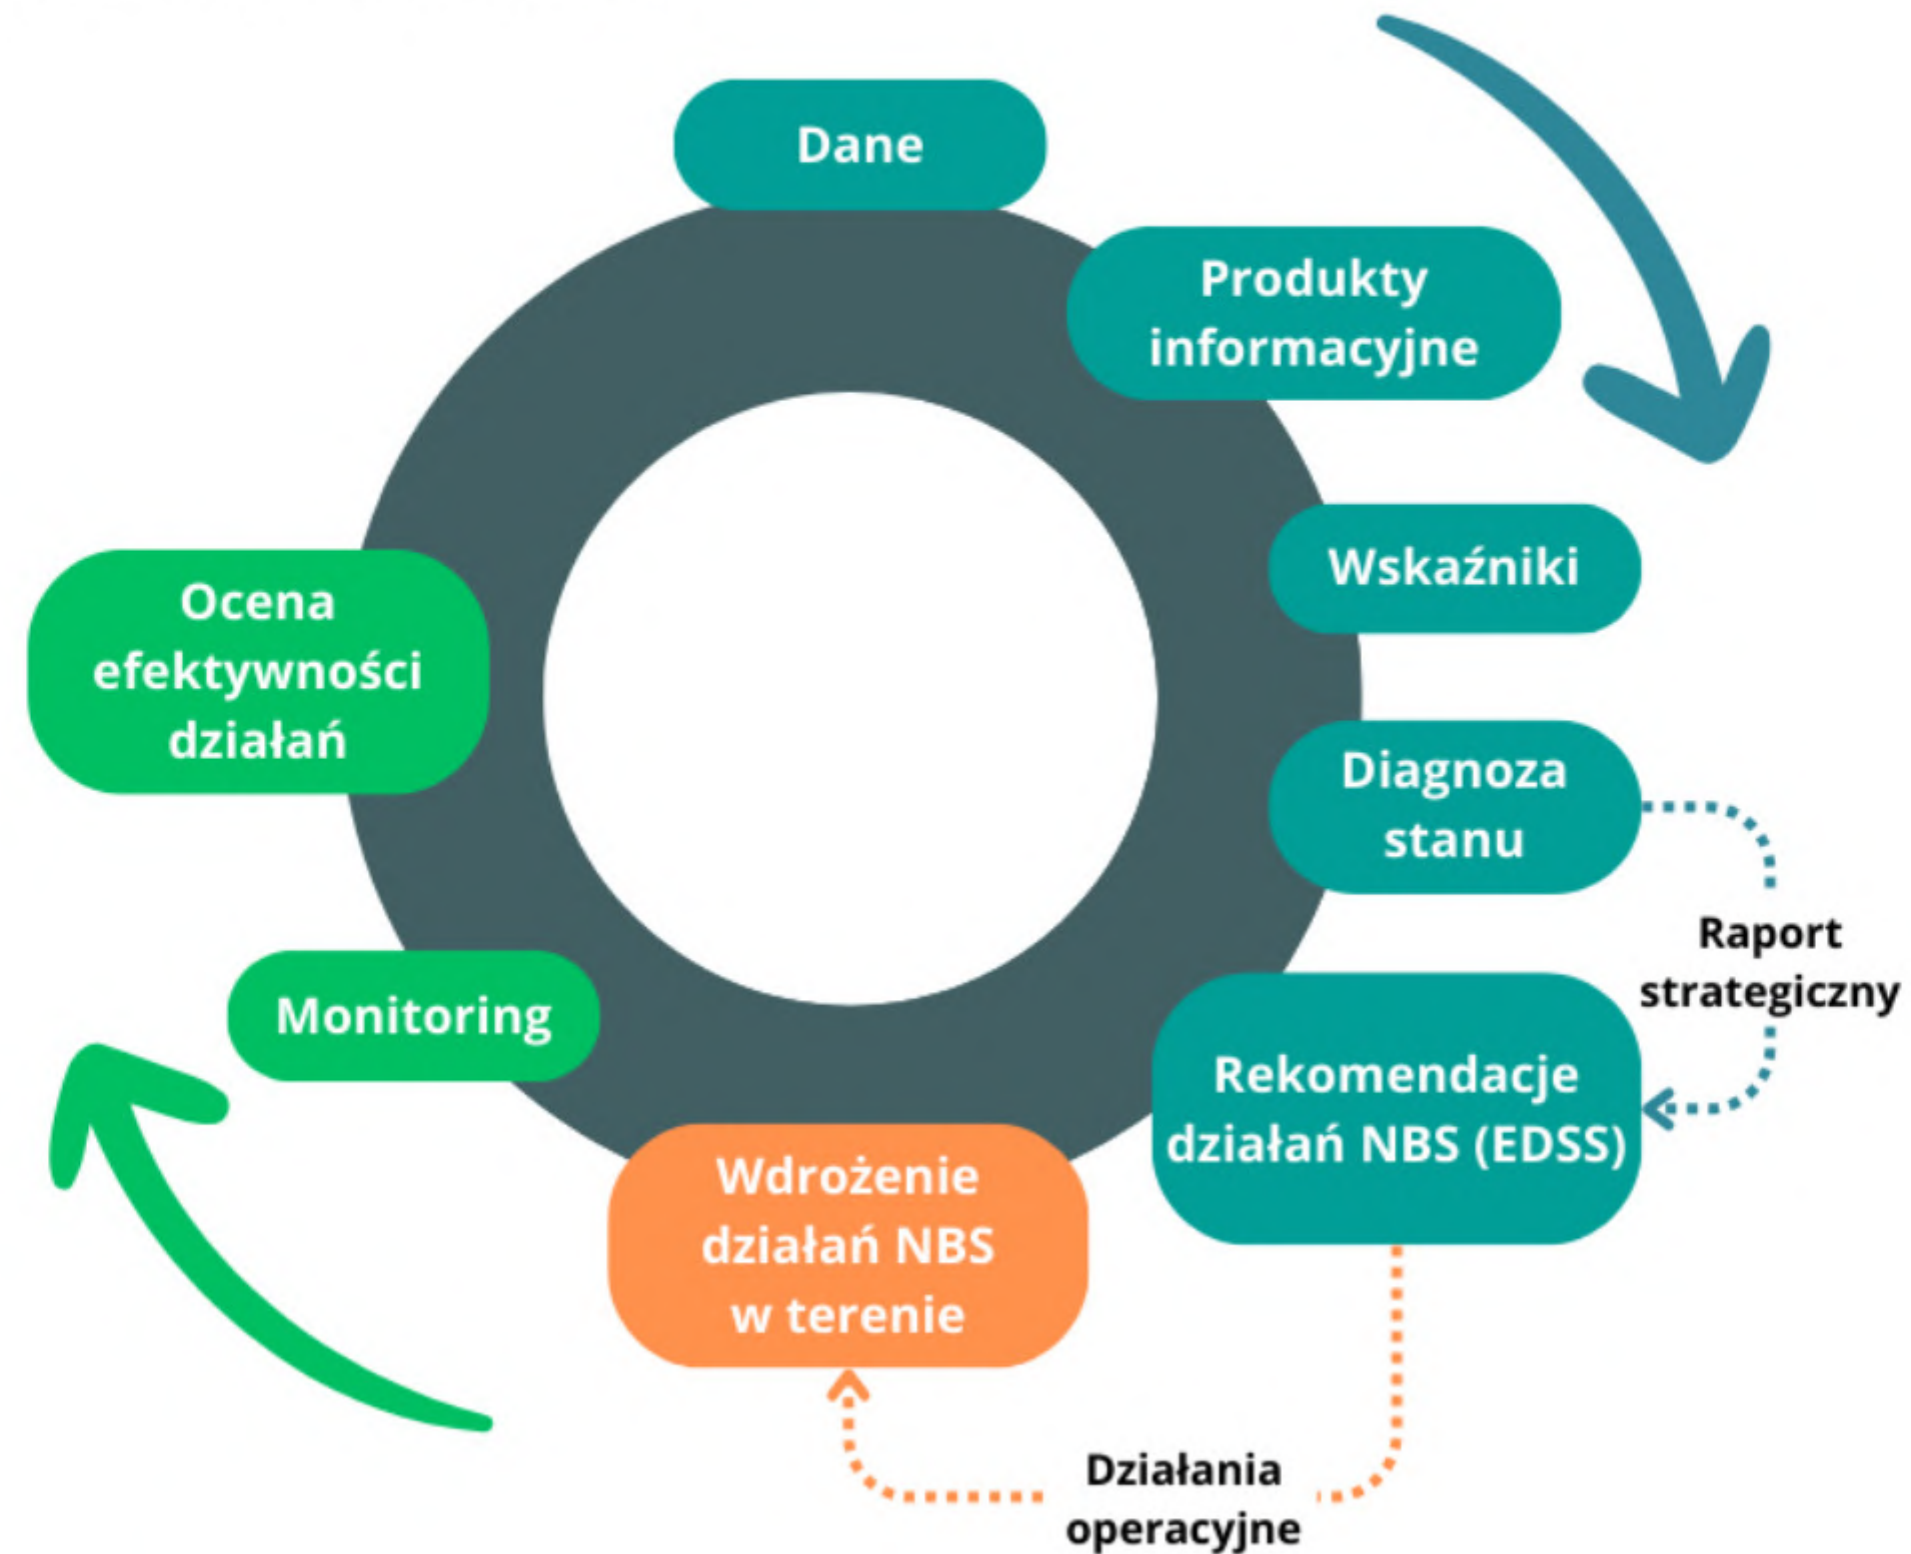 Dane
Produkty
informacyjne
Wskaźniki
Diagnoza
stanu
Raport
strategiczny
Rekomendacje
działań NBS (EDSS)
Działania
operacyjne
Wdrożenie
działań NBS
w terenie
Monitoring
Ocena
efektywności
działań